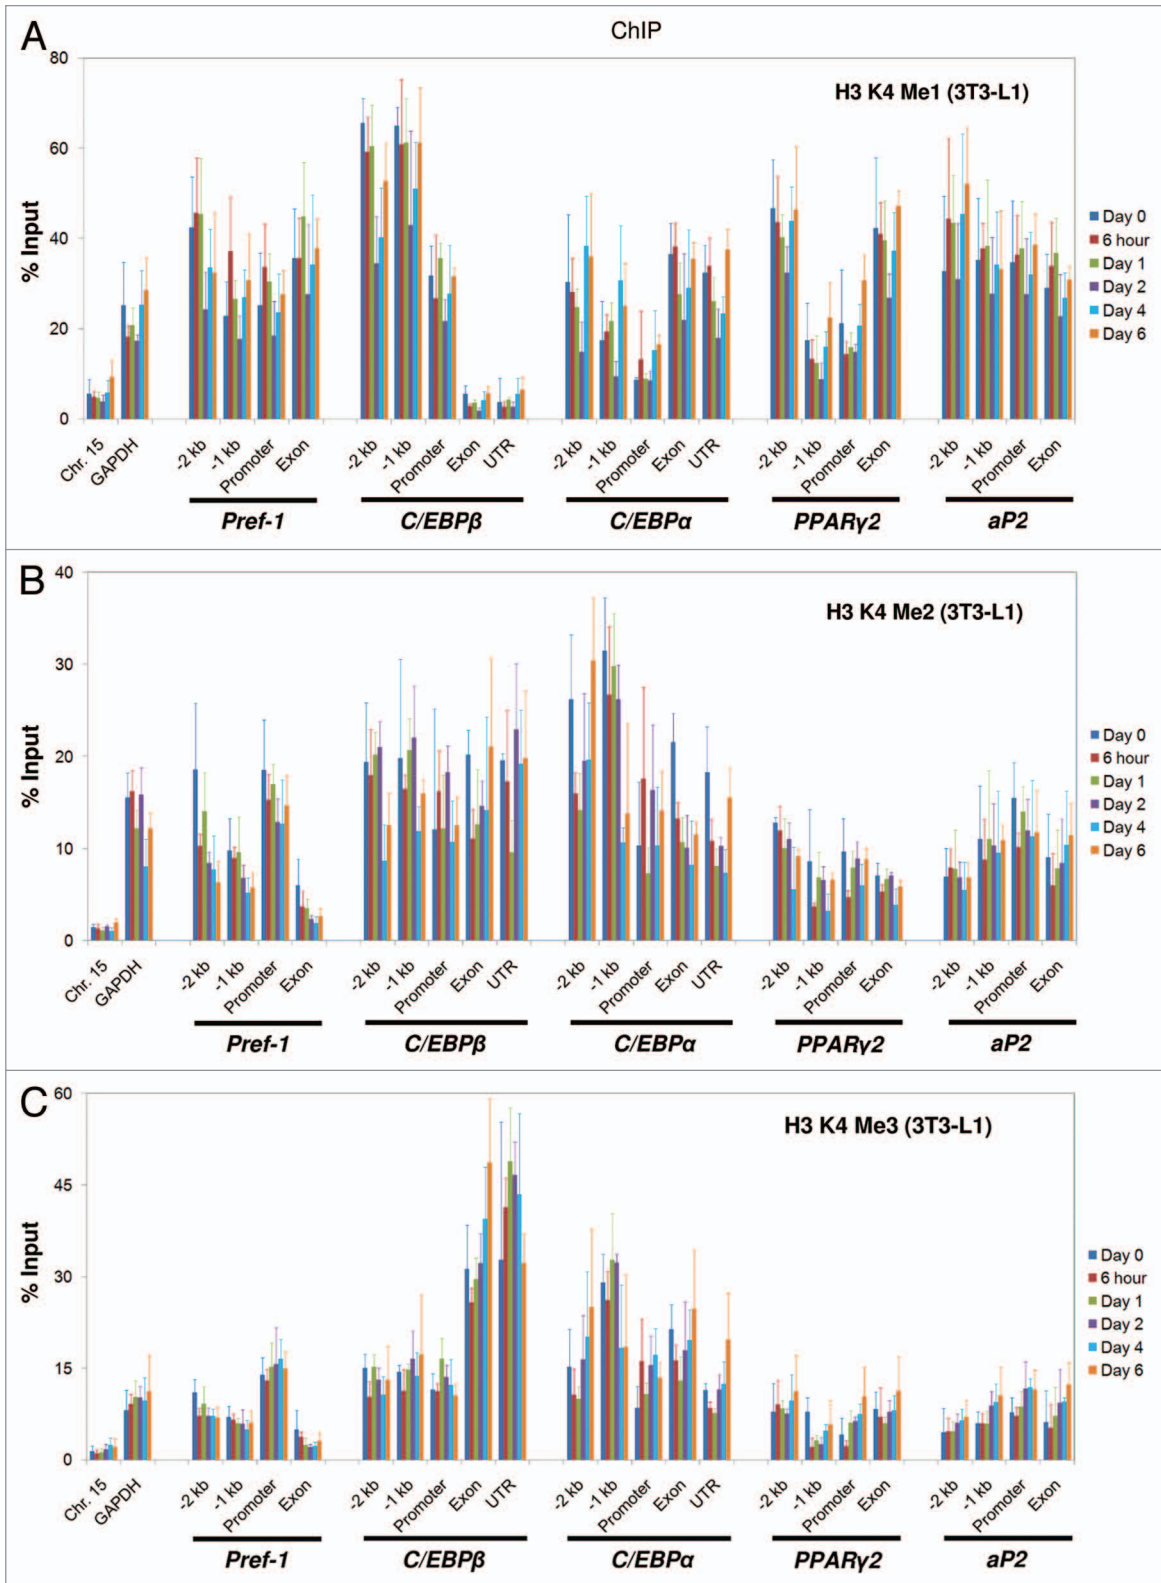 A
ChIP
H3 K4 Me1 (3T3-L1)
% Input
80
60
40
20
0
Day 0
6 hour
Day 1
Day 2
Day 4
Day 6
Chr. 15
GAPDH
-2 kb
-1 kb
Promoter
Exon
-2 kb
-1 kb
Promoter
Exon
UTR
-2 kb
-1 kb
Promoter
Exon
UTR
-2 kb
-1 kb
Promoter
Exon
-2 kb
-1 kb
Promoter
Exon
Pref-1
C/EBPβ
C/EBPα
PPARγ2
aP2
B
H3 K4 Me2 (3T3-L1)
% Input
40
30
20
10
0
Day 0
6 hour
Day 1
Day 2
Day 4
Day 6
Chr. 15
GAPDH
-2 kb
-1 kb
Promoter
Exon
-2 kb
-1 kb
Promoter
Exon
UTR
-2 kb
-1 kb
Promoter
Exon
UTR
-2 kb
-1 kb
Promoter
Exon
-2 kb
-1 kb
Promoter
Exon
Pref-1
C/EBPβ
C/EBPα
PPARγ2
aP2
C
H3 K4 Me3 (3T3-L1)
% Input
60
45
30
15
0
Day 0
6 hour
Day 1
Day 2
Day 4
Day 6
Chr. 15
GAPDH
-2 kb
-1 kb
Promoter
Exon
-2 kb
-1 kb
Promoter
Exon
UTR
-2 kb
-1 kb
Promoter
Exon
UTR
-2 kb
-1 kb
Promoter
Exon
-2 kb
-1 kb
Promoter
Exon
Pref-1
C/EBPβ
C/EBPα
PPARγ2
aP2